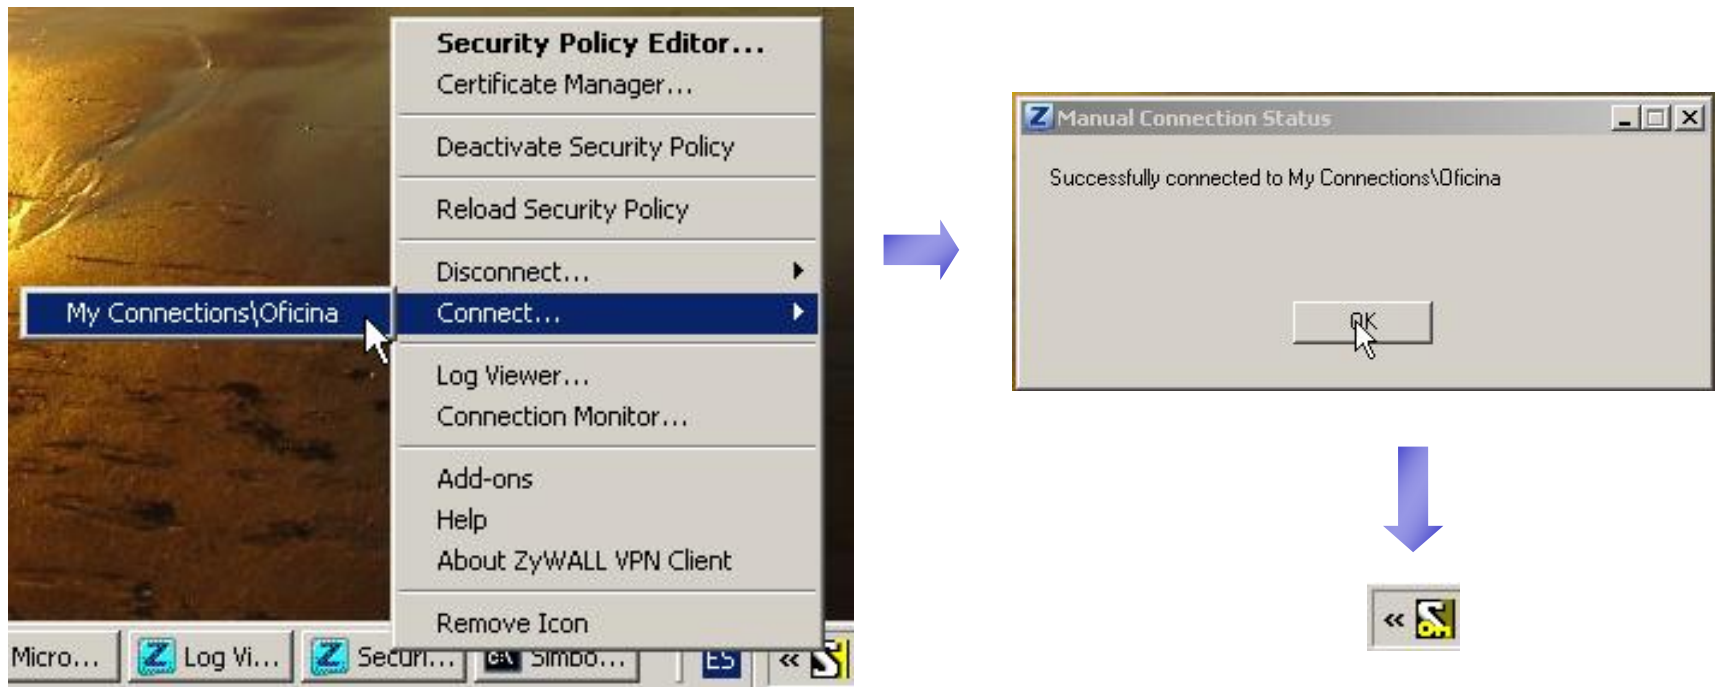 Security Policy Editor...
Certificate Manager...
Deactivate Security Policy
Reload Security Policy
Disconnect...
My Connections\Oficina
Connect...
Log Viewer...
Connection Monitor...
Add-ons
Help
About ZyWALL VPN Client
Remove Icon
Micro...
Log Vi...
Securi...
Simbo...
ES
«
Manual Connection Status
Successfully connected to My Connections\Oficina
OK
«